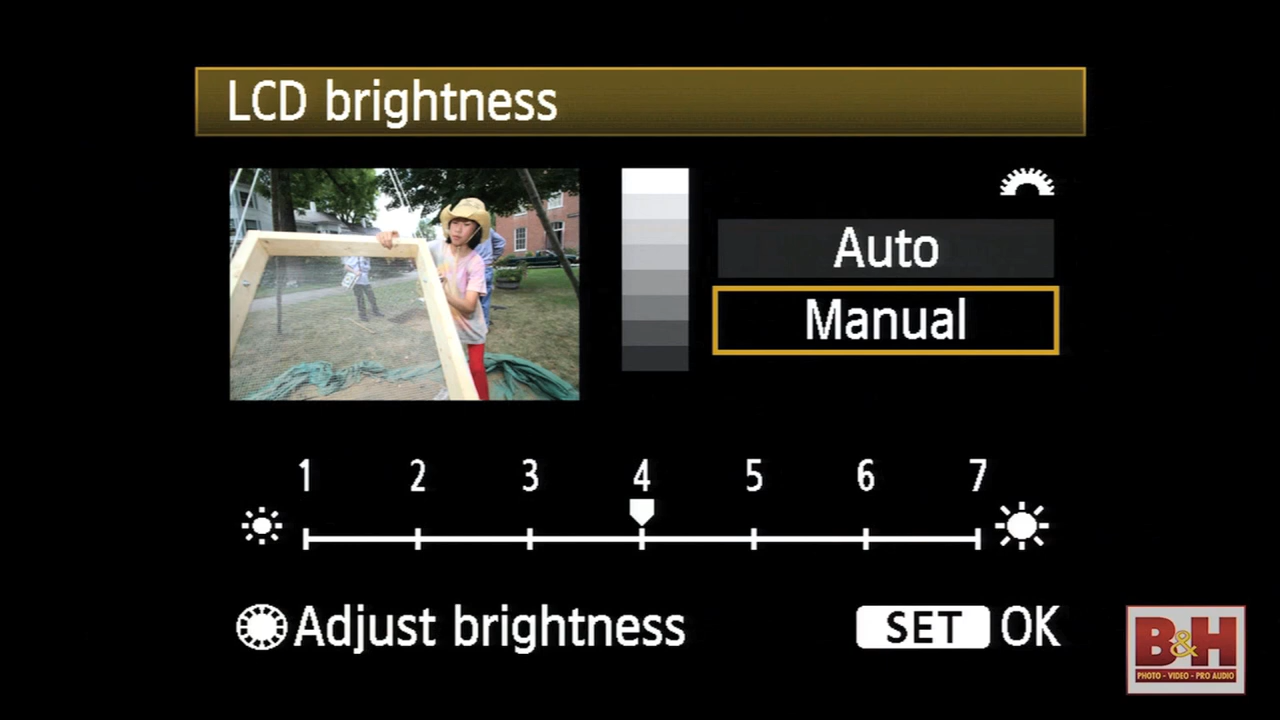 LCD brightness
Auto
Manual
1 2 3 4 5 6 7
Adjust brightness
SET OK
B&H
PHOTO - VIDEO - PRO AUDIO